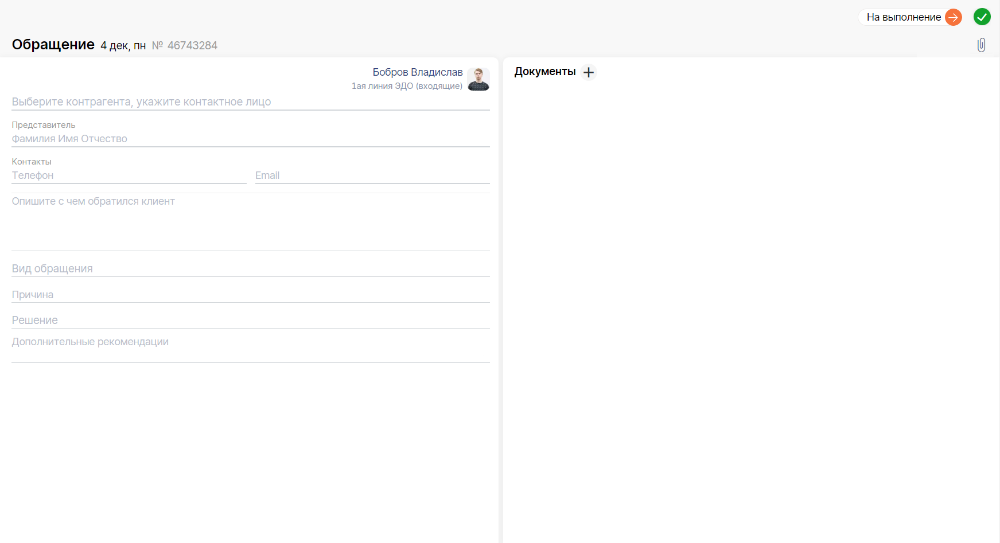 На выполнение
Обращение 4 дек, пн № 46743284
Бобров Владислав
1ая линия ЭДО (входящие)
Выберите контрагента, укажите контактное лицо
Представитель
Фамилия Имя Отчество
Контакты
Телефон Email
Опишите с чем обратился клиент
Вид обращения
Причина
Решение
Дополнительные рекомендации
Документы